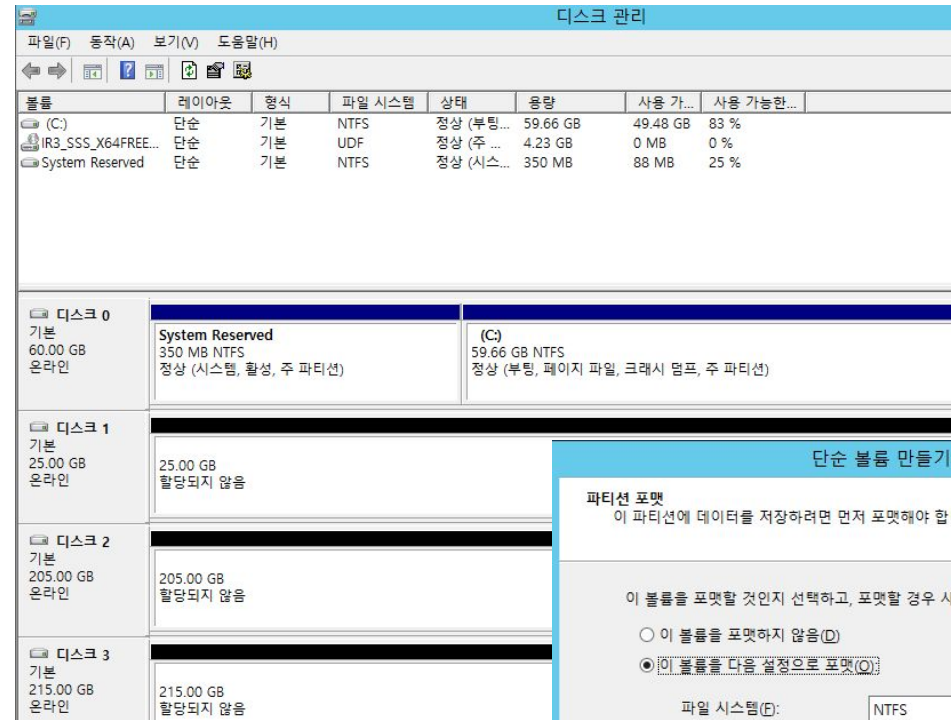 디스크 관리
파일(F) 동작(A) 보기(V) 도움말(H)
볼륨 레이아웃 형식 파일 시스템 상태 용량 사용 가... 사용 가능한...
(C:) 단순 기본 NTFS 정상 (부팅... 59.66 GB 49.48 GB 83 %
IR3_SSS_X64FREE... 단순 기본 UDF 정상 (주 ... 4.23 GB 0 MB 0 %
System Reserved 단순 기본 NTFS 정상 (시스... 350 MB 88 MB 25 %
디스크 0
기본
60.00 GB
온라인
System Reserved
350 MB NTFS
정상 (시스템, 활성, 주 파티션)
(C:)
59.66 GB NTFS
정상 (부팅, 페이지 파일, 크래시 덤프, 주 파티션)
디스크 1
기본
25.00 GB
온라인
25.00 GB
할당되지 않음
디스크 2
기본
205.00 GB
온라인
205.00 GB
할당되지 않음
디스크 3
기본
215.00 GB
온라인
215.00 GB
할당되지 않음
단순 볼륨 만들기
파티션 포맷
이 파티션에 데이터를 저장하려면 먼저 포맷해야 합
이 볼륨을 포맷할 것인지 선택하고, 포맷할 경우 사
이 볼륨을 포맷하지 않음(D)
이 볼륨을 다음 설정으로 포맷(O):
파일 시스템(F): NTFS